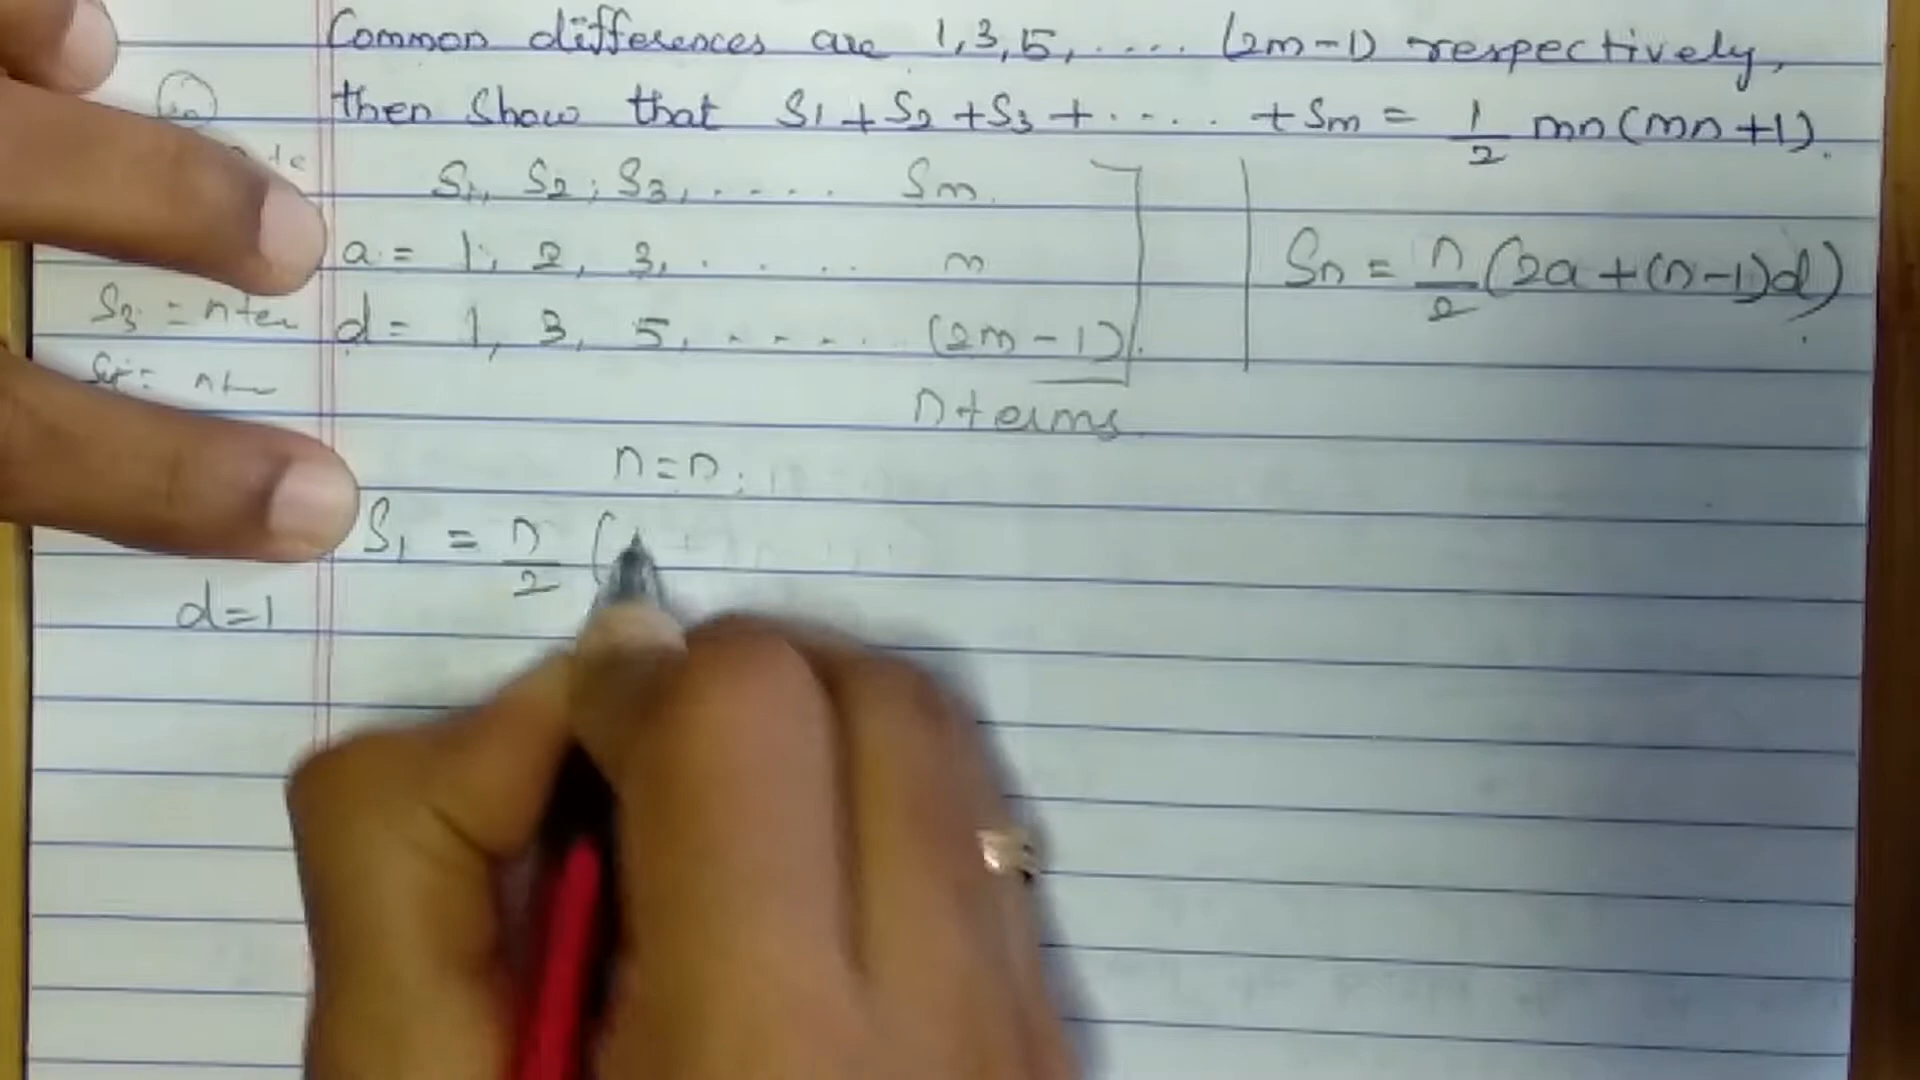 Common differences are 1, 3, 5, .... (2m-1) respectively,
then show that S1 + S2 + S3 + ..... + Sm = 1/2 mn(mn+1).
S1, S2, S3, ..... Sm.
a = 1, 2, 3, ..... m
d = 1, 3, 5, ..... (2m-1).
n terms
Sn = n/2 (2a + (n-1)d)
S3 = n
n = n.
S1 = n/2 (
d=1